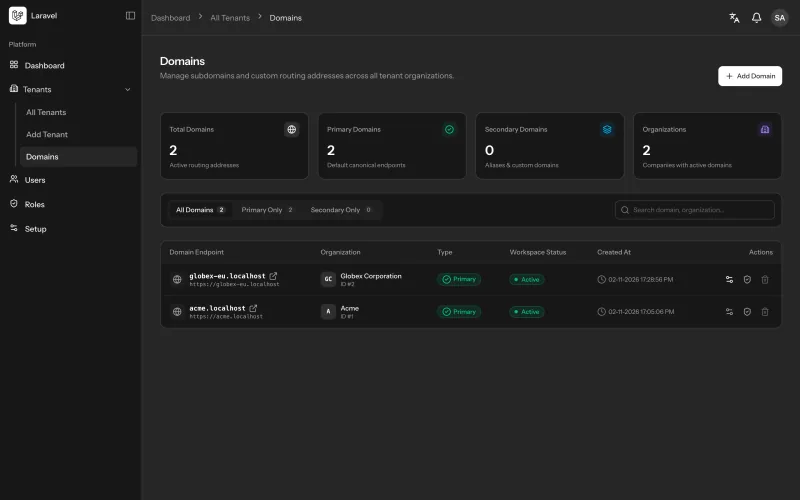 Laravel
Dashboard
All Tenants
Domains
SA
Platform
Dashboard
Tenants
All Tenants
Add Tenant
Domains
Users
Roles
Setup
Domains
Manage subdomains and custom routing addresses across all tenant organizations.
Add Domain
Total Domains
2
Active routing addresses
Primary Domains
2
Default canonical endpoints
Secondary Domains
0
Aliases & custom domains
Organizations
2
Companies with active domains
All Domains 2
Primary Only 2
Secondary Only 0
Search domain, organization...
Domain Endpoint Organization Type Workspace Status Created At Actions
globex-eu.localhost
https://globex-eu.localhost
GC
Globex Corporation
ID #2
Primary
Active
02-11-2026 17:28:56 PM
acme.localhost
https://acme.localhost
A
Acme
ID #1
Primary
Active
02-11-2026 17:05:06 PM